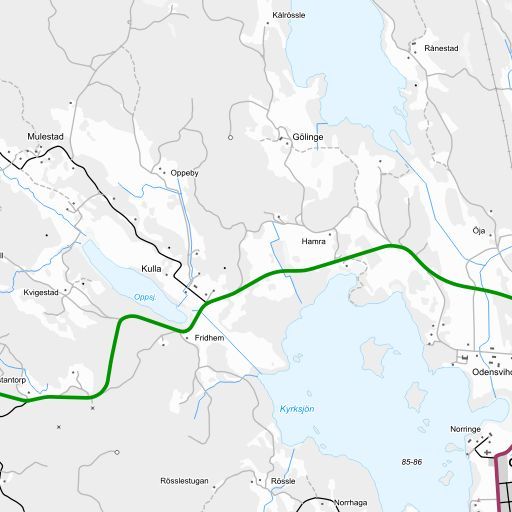 Kålrössle
Rånestad
Mulestad
Gölinge
Oppeby
Öja
Hamra
Kulla
Kvigestad
Oppsj.
Fridhem
Odensviho
Kyrksjön
Norringe
85-86
Rösslestugan
Rössle
Norrhaga